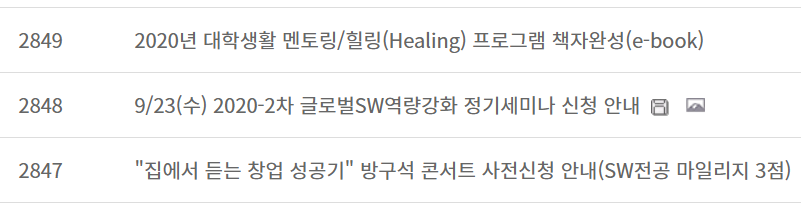 2849 2020년 대학생활 멘토링/힐링(Healing) 프로그램 책자완성(e-book)
2848 9/23(수) 2020-2차 글로벌SW역량강화 정기세미나 신청 안내
2847 "집에서 듣는 창업 성공기" 방구석 콘서트 사전신청 안내(SW전공 마일리지 3점)